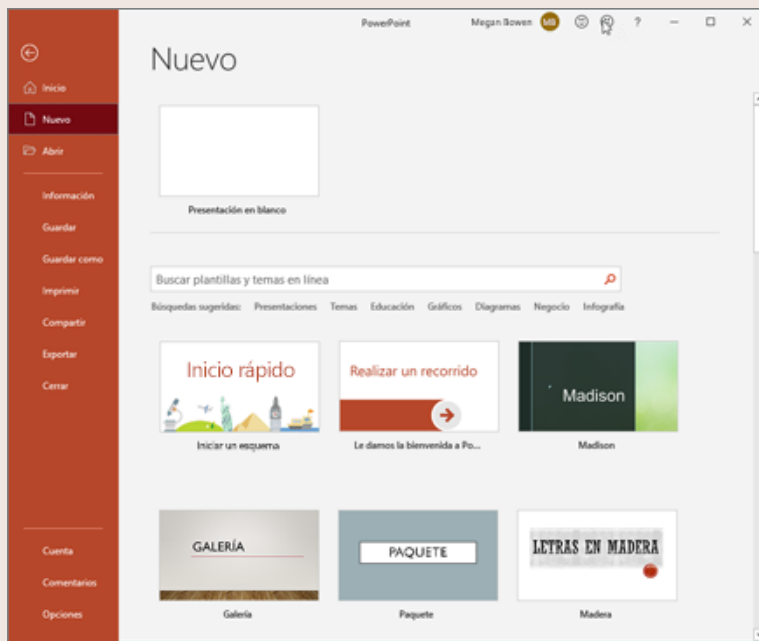 PowerPoint
Megan Bowen
MB
?
Nuevo
Inicio
Nuevo
Abrir
Información
Guardar
Guardar como
Imprimir
Compartir
Exportar
Cerrar
Cuenta
Comentarios
Opciones
Presentación en blanco
Buscar plantillas y temas en línea
Búsquedas sugeridas: Presentaciones Temas Educación Gráficos Diagramas Negocio Infografía
Inicio rápido
Iniciar un esquema
Realizar un recorrido
Le damos la bienvenida a Po...
Madison
Madison
GALERÍA
Galería
PAQUETE
Paquete
LETRAS EN MADERA
Madera